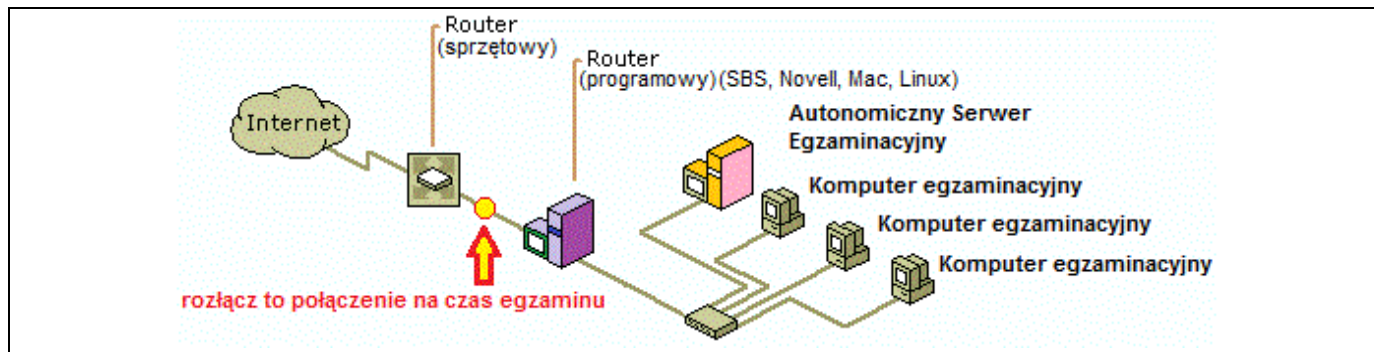 Router
(sprzętowy)
Router
(programowy)(SBS, Novell, Mac, Linux)
Internet
Autonomiczny Serwer
Egzaminacyjny
Komputer egzaminacyjny
Komputer egzaminacyjny
Komputer egzaminacyjny
rozłącz to połączenie na czas egzaminu